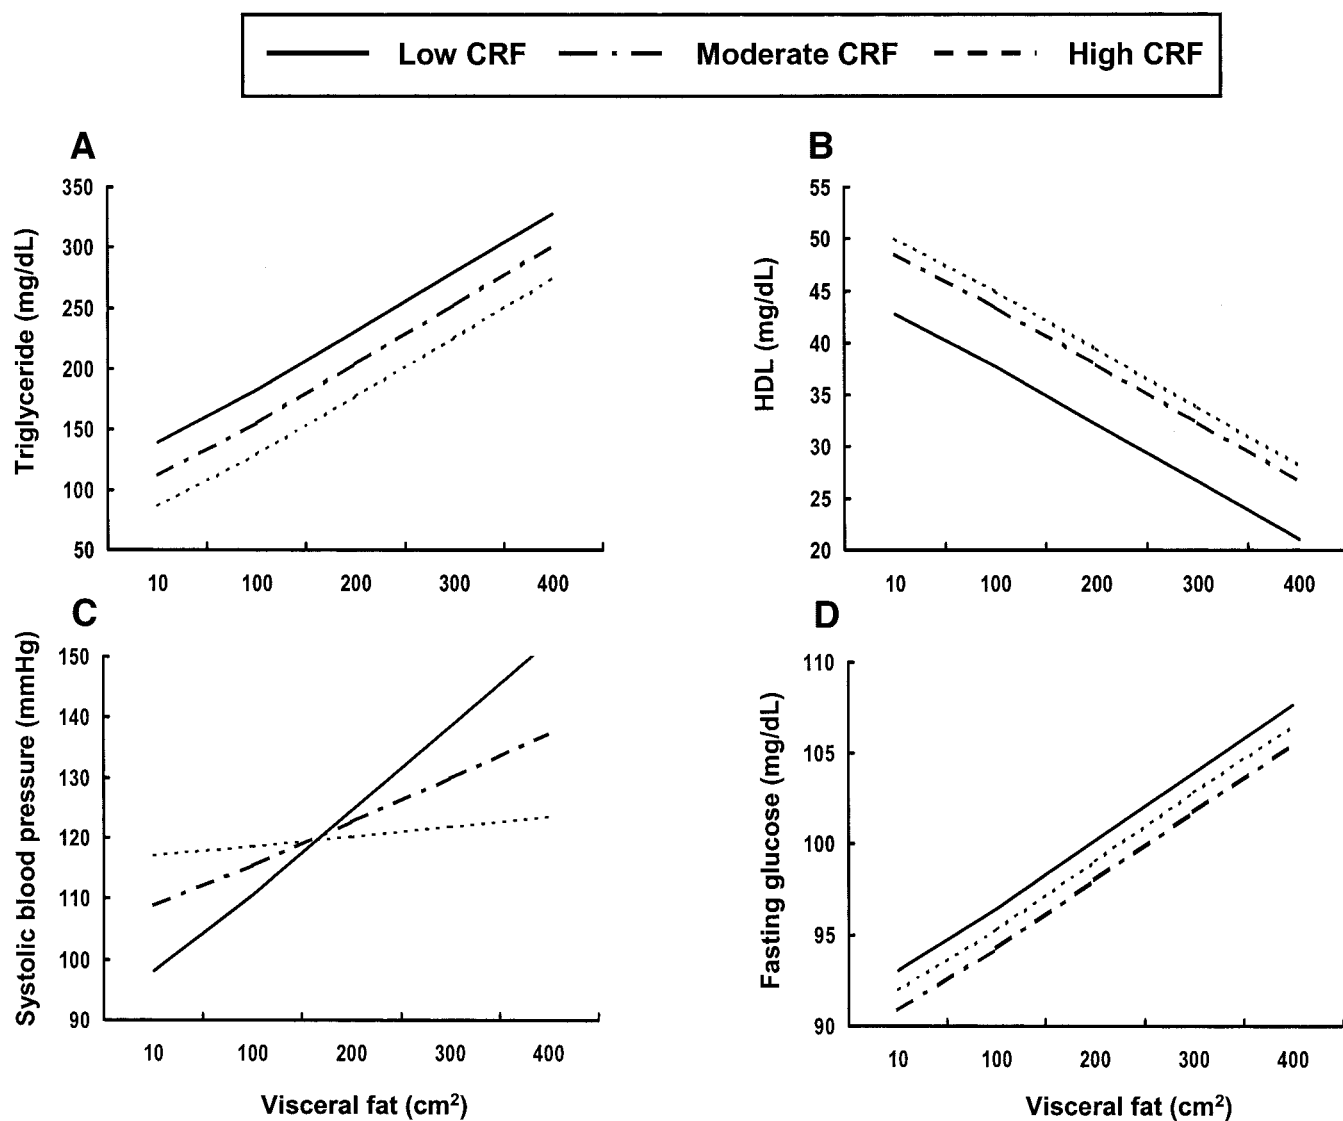 Low CRF Moderate CRF High CRF
A
Triglyceride (mg/dL)
350
300
250
200
150
100
50
10 100 200 300 400
B
HDL (mg/dL)
55
50
45
40
35
30
25
20
10 100 200 300 400
C
Systolic blood pressure (mmHg)
150
140
130
120
110
100
90
10 100 200 300 400
Visceral fat (cm²)
D
Fasting glucose (mg/dL)
110
105
100
95
90
10 100 200 300 400
Visceral fat (cm²)